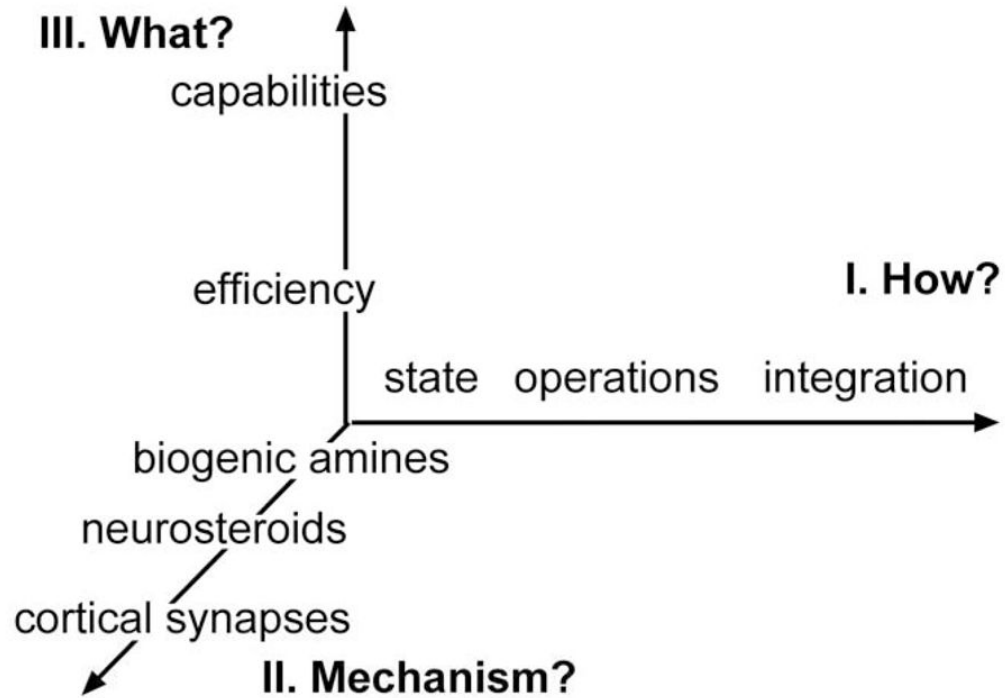 III. What?
capabilities
efficiency
I. How?
state operations integration
biogenic amines
neurosteroids
cortical synapses
II. Mechanism?